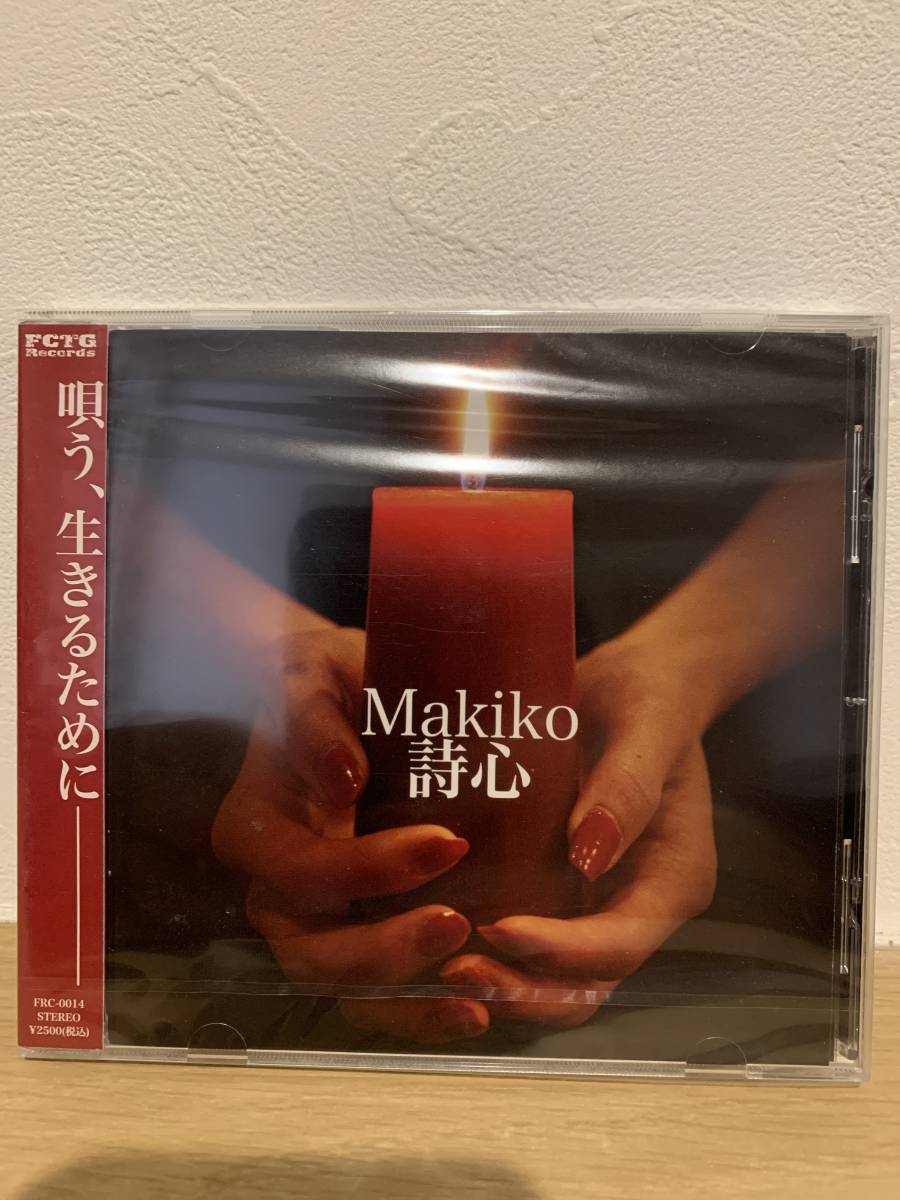 FCTG
Records
唄う、生きるために――
FRC-0014
STEREO
¥2500(税込)
Makiko
詩心